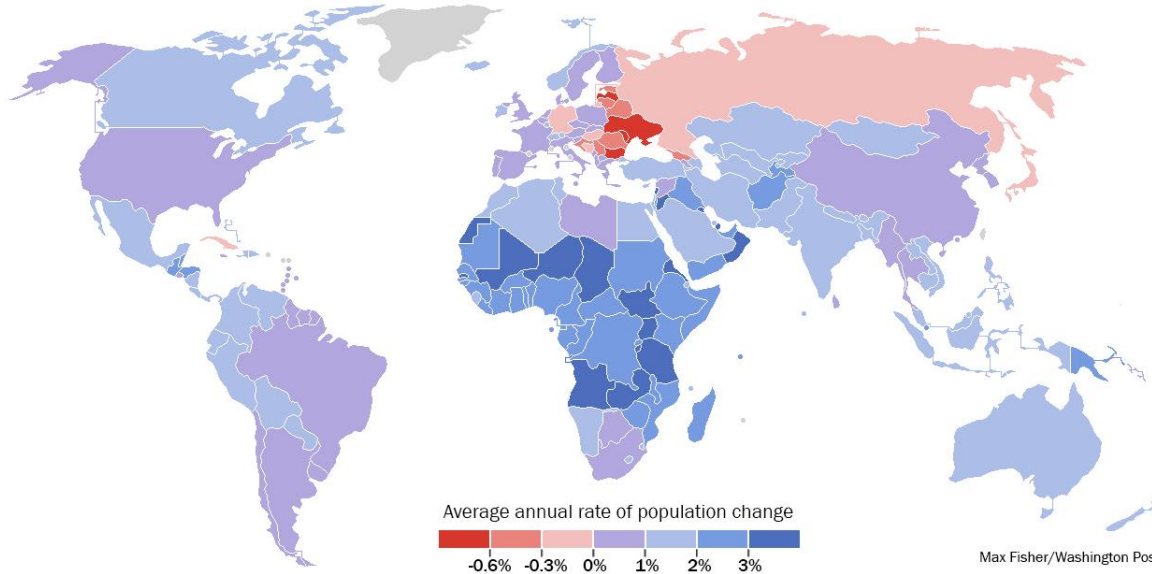 Average annual rate of population change
-0.6% -0.3% 0% 1% 2% 3%
Max Fisher/Washington Pos